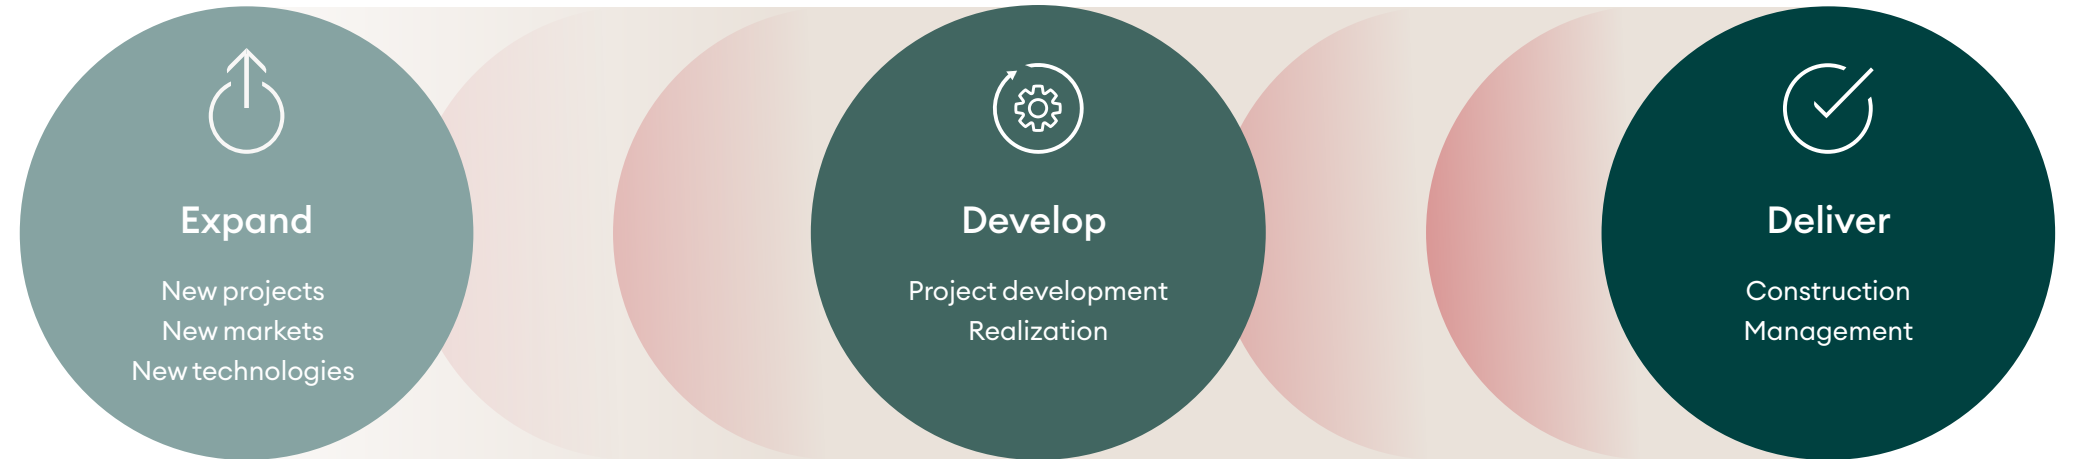 Expand
New projects
New markets
New technologies
Develop
Project development
Realization
Deliver
Construction
Management